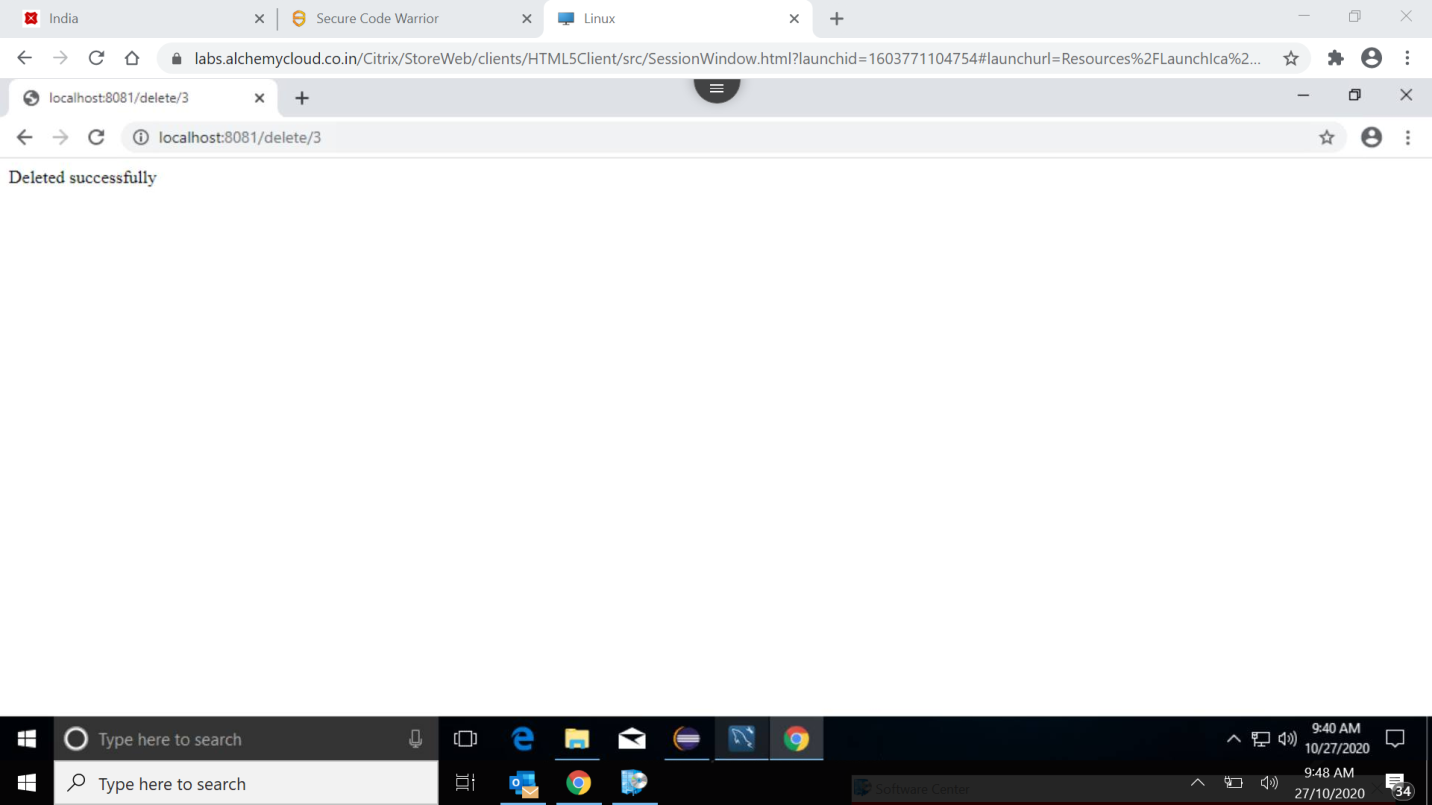 India
Secure Code Warrior
Linux
labs.alchemycloud.co.in/Citrix/StoreWeb/clients/HTML5Client/src/SessionWindow.html?launchid=1603771104754#launchurl=Resources%2FLaunchIca%2...
localhost:8081/delete/3
localhost:8081/delete/3
Deleted successfully
Type here to search
9:40 AM
10/27/2020
Type here to search
Software Center
9:48 AM
27/10/2020
34